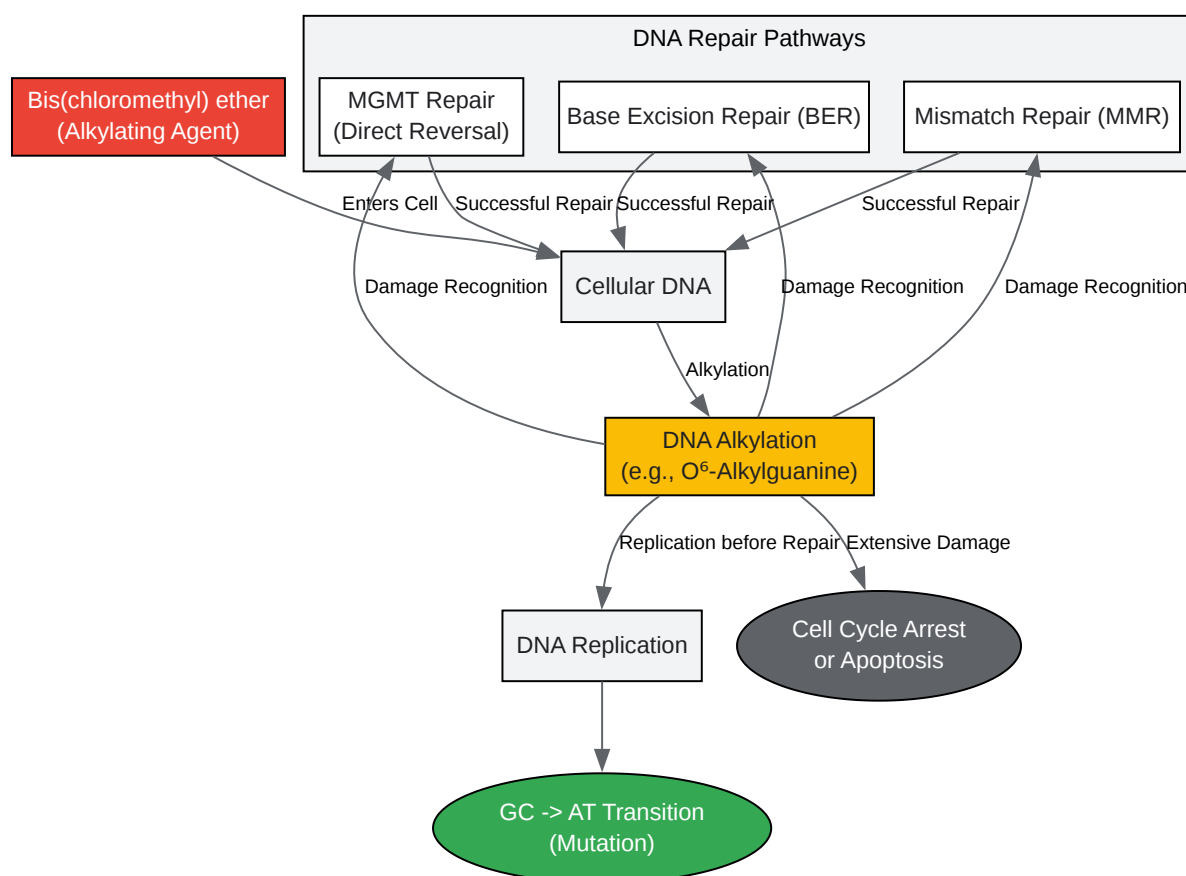 DNA Repair Pathways
Bis(chloromethyl) ether
(Alkylating Agent)
MGMT Repair
(Direct Reversal)
Base Excision Repair (BER)
Mismatch Repair (MMR)
Enters Cell
Successful Repair
Successful Repair
Successful Repair
Cellular DNA
Damage Recognition
Damage Recognition
Damage Recognition
Alkylation
DNA Alkylation
(e.g., O⁶-Alkylguanine)
Replication before Repair
Extensive Damage
DNA Replication
Cell Cycle Arrest
or Apoptosis
GC -> AT Transition
(Mutation)